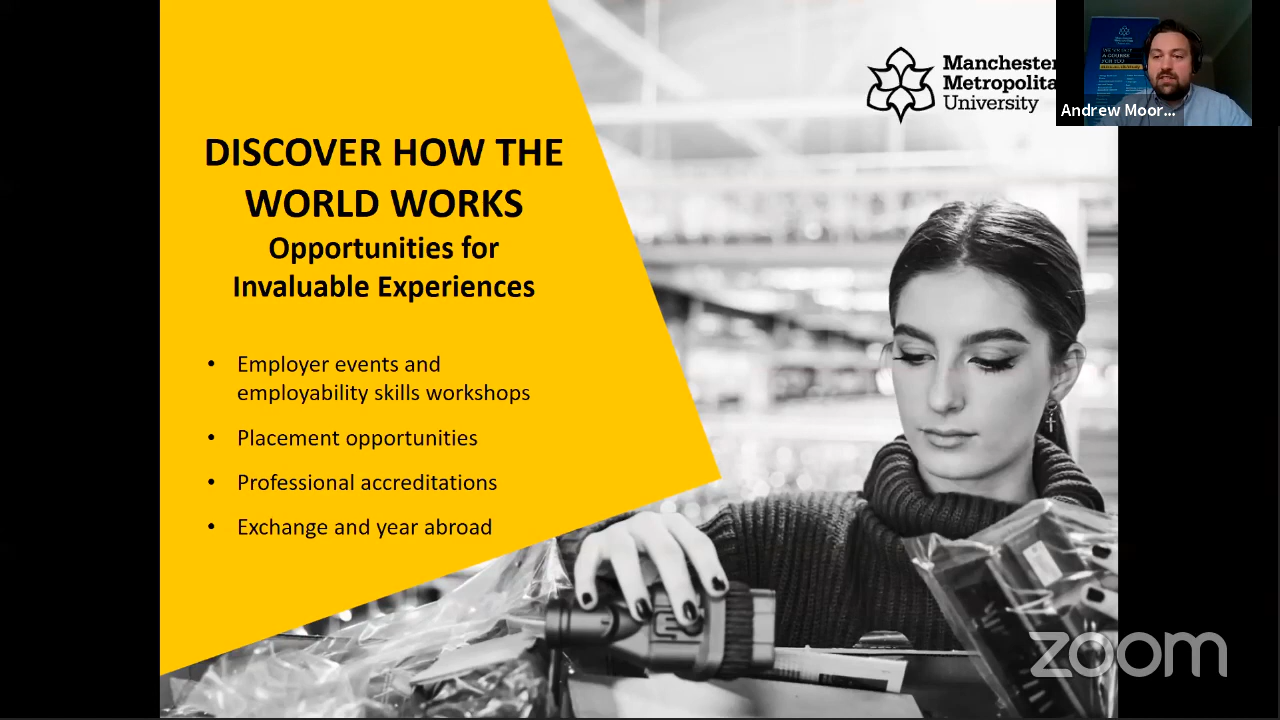 Manchester
Metropolita
University
Andrew Moor...
DISCOVER HOW THE
WORLD WORKS
Opportunities for
Invaluable Experiences
• Employer events and
employability skills workshops
• Placement opportunities
• Professional accreditations
• Exchange and year abroad
zoom